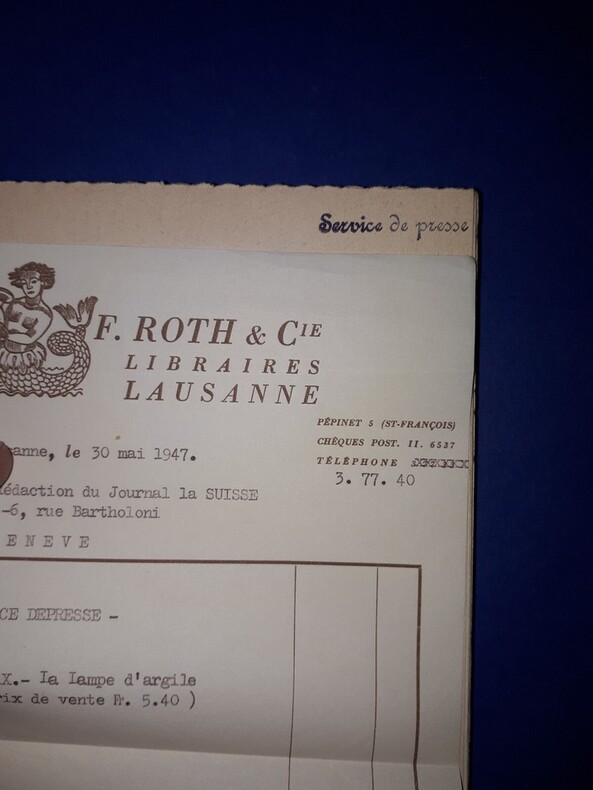 Service de presse
F. ROTH & CIE
LIBRAIRES
LAUSANNE
PÉPINET 5 (ST-FRANÇOIS)
CHÈQUES POST. II. 6537
TÉLÉPHONE
3. 77. 40
anne, le 30 mai 1947.
édaction du Journal la SUISSE
-6, rue Bartholoni
ENEVE
CE DEPRESSE -
X.- La Lampe d'argile
rix de vente Fr. 5.40 )